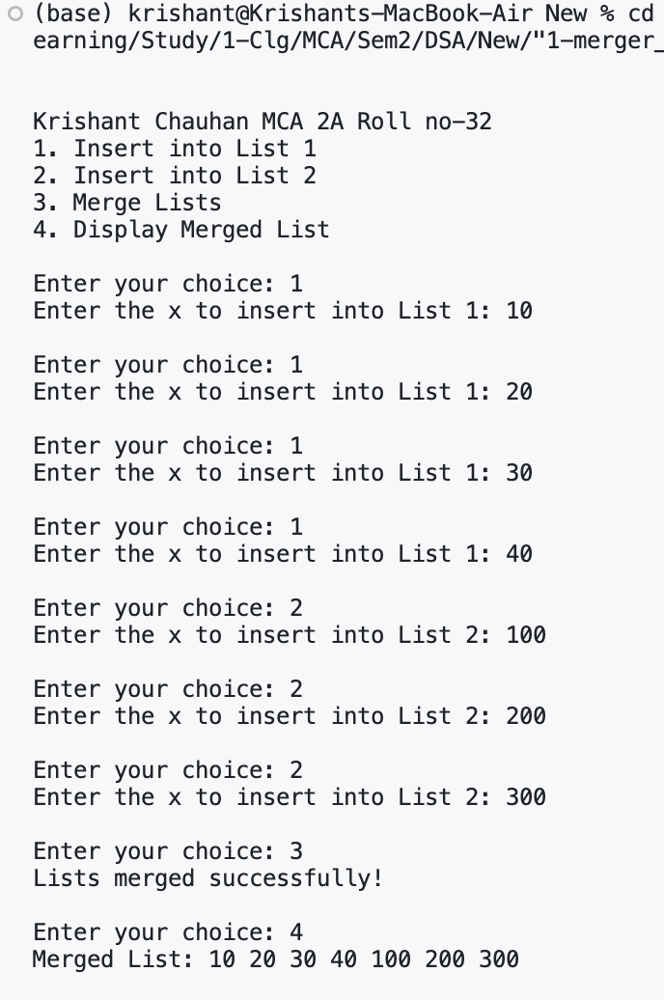 (base) krishant@Krishants-MacBook-Air New % cd
earning/Study/1-Clg/MCA/Sem2/DSA/New/"1-merger_
Krishant Chauhan MCA 2A Roll no-32
1. Insert into List 1
2. Insert into List 2
3. Merge Lists
4. Display Merged List
Enter your choice: 1
Enter the x to insert into List 1: 10
Enter your choice: 1
Enter the x to insert into List 1: 20
Enter your choice: 1
Enter the x to insert into List 1: 30
Enter your choice: 1
Enter the x to insert into List 1: 40
Enter your choice: 2
Enter the x to insert into List 2: 100
Enter your choice: 2
Enter the x to insert into List 2: 200
Enter your choice: 2
Enter the x to insert into List 2: 300
Enter your choice: 3
Lists merged successfully!
Enter your choice: 4
Merged List: 10 20 30 40 100 200 300